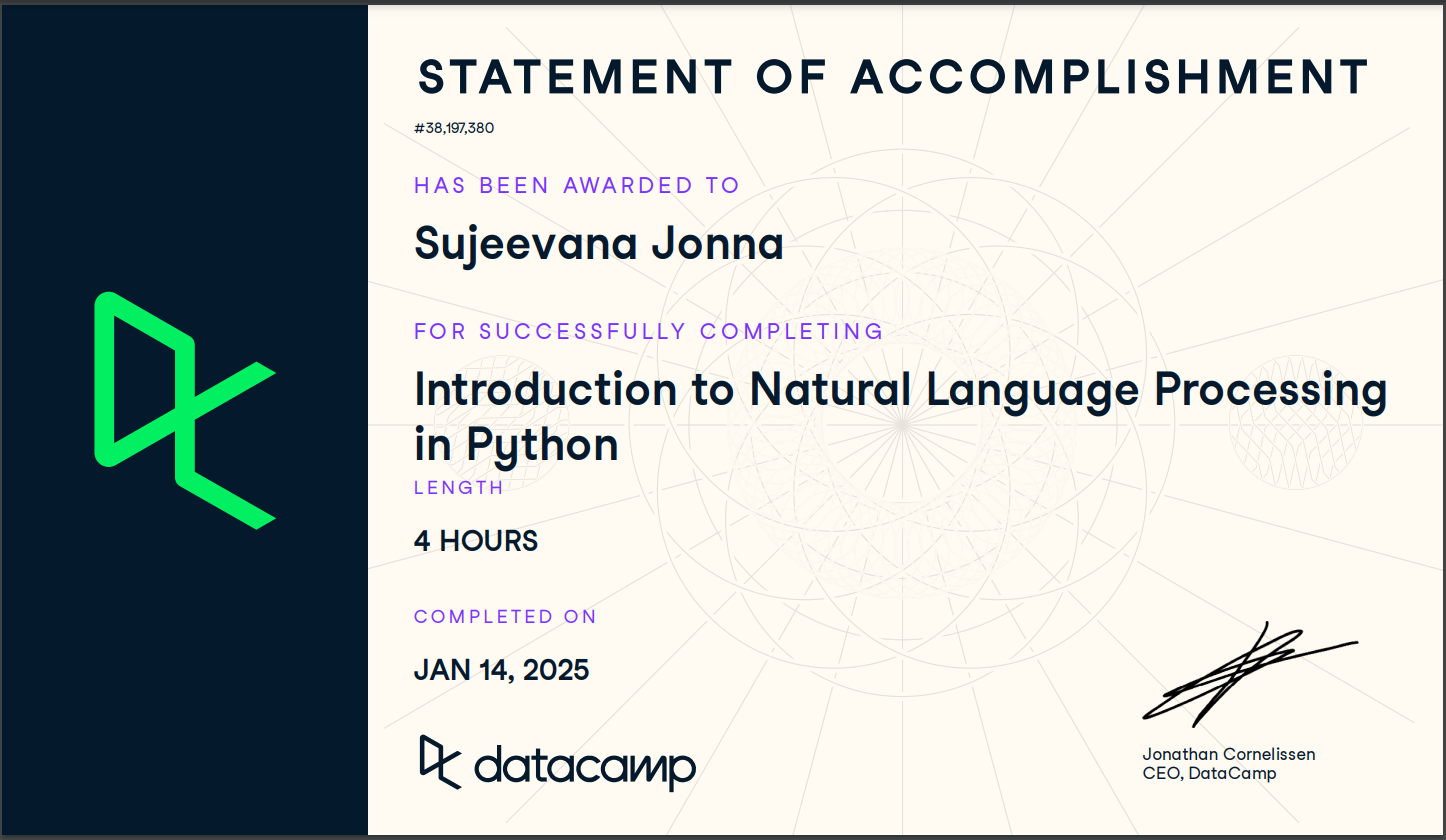 STATEMENT OF ACCOMPLISHMENT
#38,197,380
HAS BEEN AWARDED TO
Sujeevana Jonna
FOR SUCCESSFULLY COMPLETING
Introduction to Natural Language Processing
in Python
LENGTH
4 HOURS
COMPLETED ON
JAN 14, 2025
datacamp
Jonathan Cornelissen
CEO, DataCamp